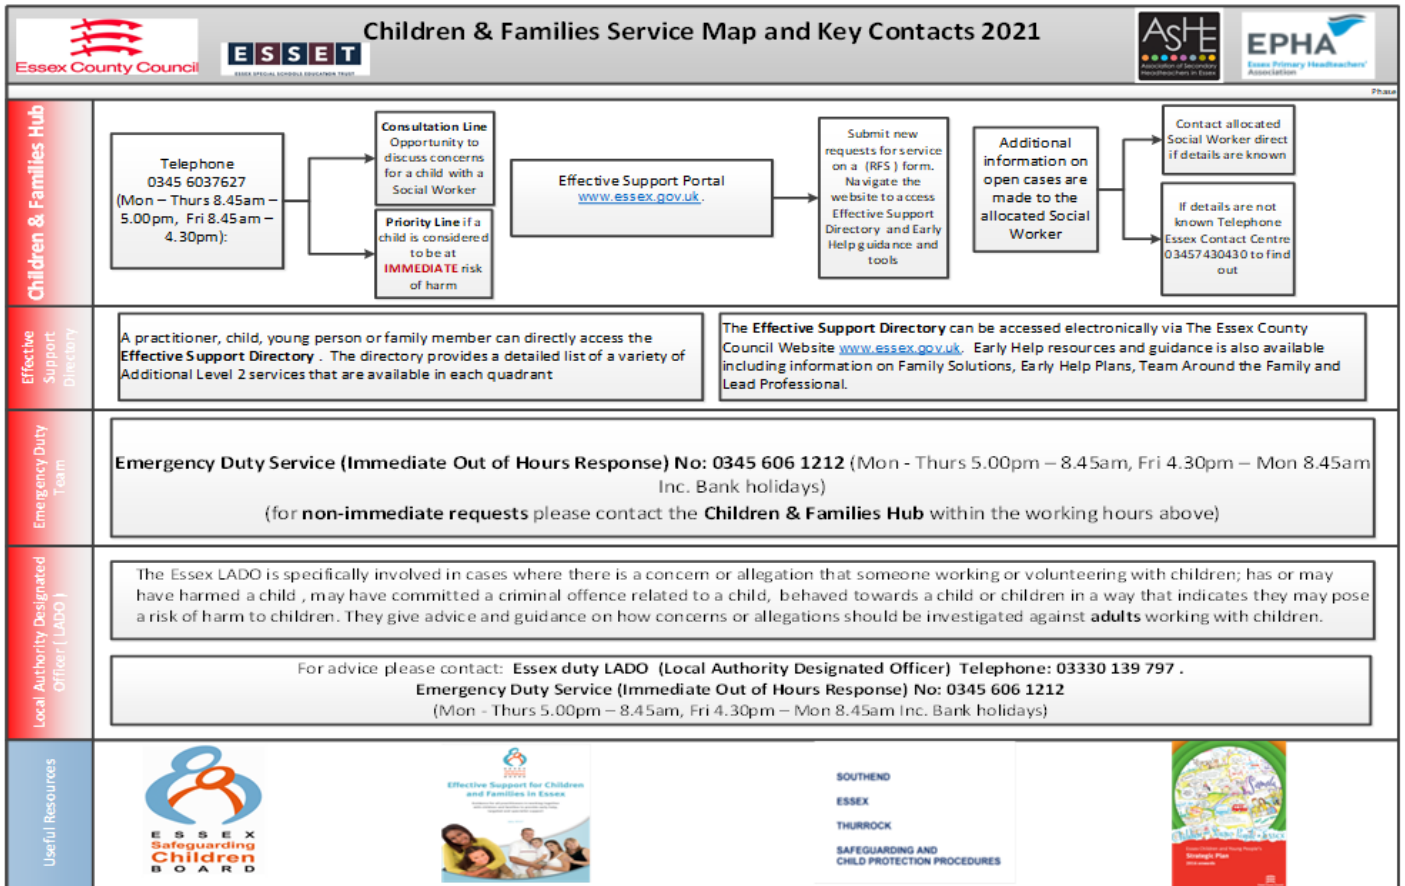 Children & Families Service Map and Key Contacts 2021
Essex County Council
ESSET
ESSEX SPECIAL SCHOOLS EDUCATION TRUST
ASHE
Association of Secondary
Headteachers in Essex
EPHA
Essex Primary Headteachers'
Association
Phase
Children & Families Hub
Telephone
0345 6037627
(Mon – Thurs 8.45am –
5.00pm,  Fri 8.45am –
4.30pm):
Consultation Line
Opportunity to
discuss concerns
for a child with a
Social Worker
Priority Line if a
child is considered
to be at
IMMEDIATE risk
of harm
Effective Support Portal
www.essex.gov.uk .
Submit new
requests for service
on a  (RFS ) form.
Navigate the
website to access
Effective Support
Directory  and Early
Help guidance and
tools
Additional
information on
open cases are
made to the
allocated Social
Worker
Contact allocated
Social Worker direct
if details are known
If details are not
known Telephone
Essex Contact Centre
03457430430 to find
out
Effective
Support
Directory
A practitioner, child, young person or family member can directly access the
Effective Support Directory .  The directory provides a detailed list of a variety of
Additional Level 2 services that are available in each quadrant
The Effective Support Directory can be accessed electronically via The Essex County
Council Website www.essex.gov.uk.  Early Help resources and guidance is also available
including information on Family Solutions, Early Help Plans, Team Around the Family and
Lead Professional.
Emergency Duty
Team
Emergency Duty Service (Immediate Out of Hours Response) No: 0345 606 1212 (Mon - Thurs 5.00pm – 8.45am, Fri 4.30pm – Mon 8.45am
Inc. Bank holidays)
(for non-immediate requests please contact the Children & Families Hub within the working hours above)
Local Authority Designated
Officer ( LADO )
The Essex LADO is specifically involved in cases where there is a concern or allegation that someone working or volunteering with children; has or may
have harmed a child , may have committed a criminal offence related to a child,  behaved towards a child or children in a way that indicates they may pose
a risk of harm to children. They give advice and guidance on how concerns or allegations should be investigated against adults working with children.
For advice please contact:  Essex duty LADO  (Local Authority Designated Officer)  Telephone: 03330 139 797 .
Emergency Duty Service (Immediate Out of Hours Response) No: 0345 606 1212
(Mon - Thurs 5.00pm – 8.45am, Fri 4.30pm – Mon 8.45am Inc. Bank holidays)
Useful Resources
ESSEX
Safeguarding
Children
BOARD
Effective Support for Children
and Families in Essex
SOUTHEND
ESSEX
THURROCK
SAFEGUARDING AND
CHILD PROTECTION PROCEDURES
Essex Children and Young People's
Strategic Plan